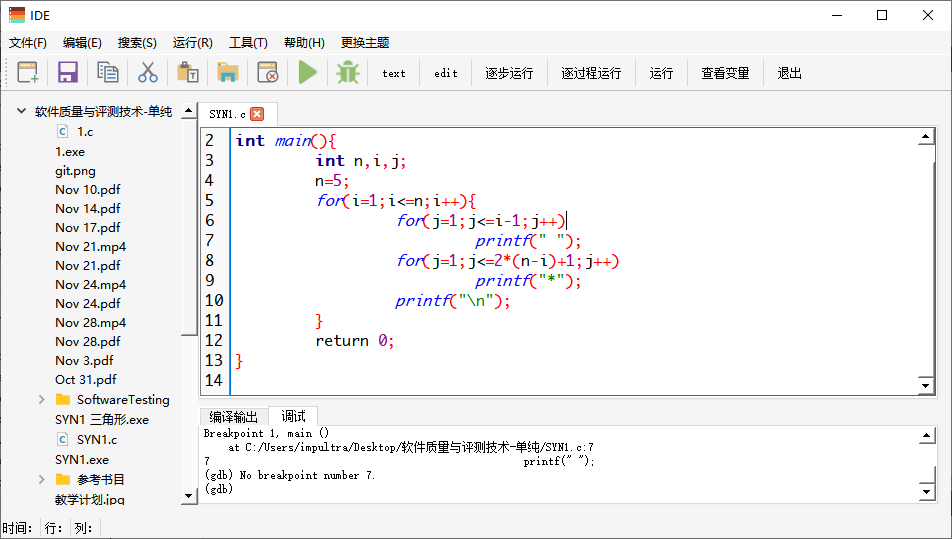 IDE
文件(F) 编辑(E) 搜索(S) 运行(R) 工具(T) 帮助(H) 更换主题
text edit 逐步运行 逐过程运行 运行 查看变量 退出
软件质量与评测技术-单纯
C 1.c
1.exe
git.png
Nov 10.pdf
Nov 14.pdf
Nov 17.pdf
Nov 21.mp4
Nov 21.pdf
Nov 24.mp4
Nov 24.pdf
Nov 28.mp4
Nov 28.pdf
Nov 3.pdf
Oct 31.pdf
SoftwareTesting
SYN1 三角形.exe
C SYN1.c
SYN1.exe
参考书目
教学计划.jpg
SYN1.c
2 int main(){
3 int n,i,j;
4 n=5;
5 for(i=1;i<=n;i++){
6 for(j=1;j<=i-1;j++)
7 printf(" ");
8 for(j=1;j<=2*(n-i)+1;j++)
9 printf("*");
10 printf("\n");
11 }
12 return 0;
13 }
14
编译输出 调试
Breakpoint 1, main ()
at C:/Users/impultra/Desktop/软件质量与评测技术-单纯/SYN1.c:7
7 printf(" ");
(gdb) No breakpoint number 7.
(gdb)
时间: 行: 列: